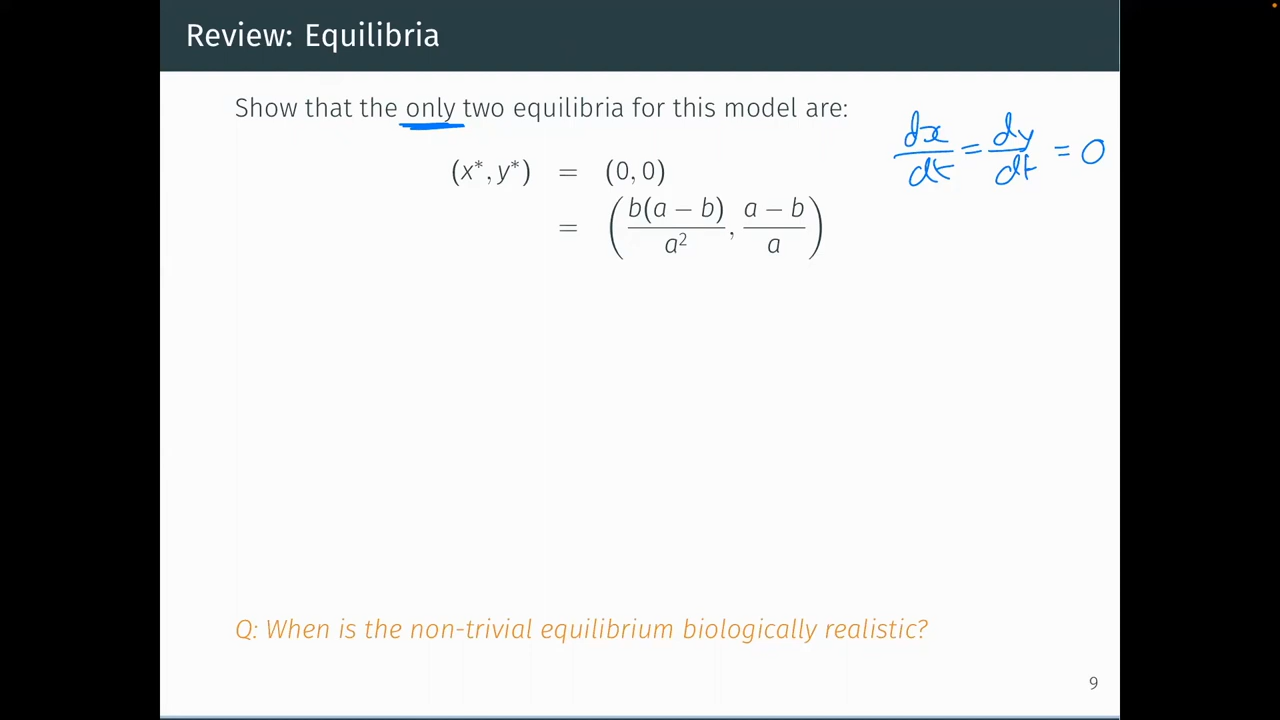 Review: Equilibria
Show that the only two equilibria for this model are:
dx/dt = dy/dt = 0
(x*, y*) = (0, 0)
= (b(a − b)/a², (a − b)/a)
Q: When is the non-trivial equilibrium biologically realistic?
9